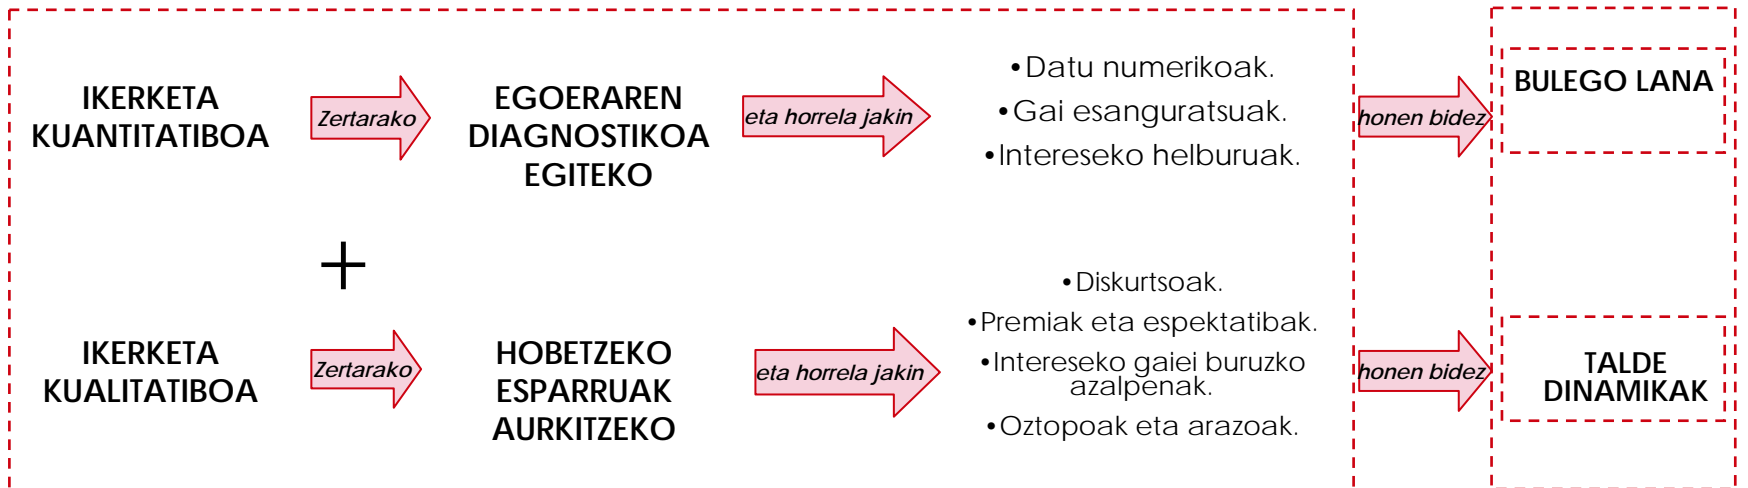 IKERKETA
KUANTITATIBOA
Zertarako
EGOERAREN
DIAGNOSTIKOA
EGITEKO
eta horrela jakin
•Datu numerikoak.
•Gai esanguratsuak.
•Intereseko helburuak.
honen bidez
BULEGO LANA
+
IKERKETA
KUALITATIBOA
Zertarako
HOBETZEKO
ESPARRUAK
AURKITZEKO
eta horrela jakin
•Diskurtsoak.
•Premiak eta espektatibak.
•Intereseko gaiei buruzko
azalpenak.
•Oztopoak eta arazoak.
honen bidez
TALDE
DINAMIKAK